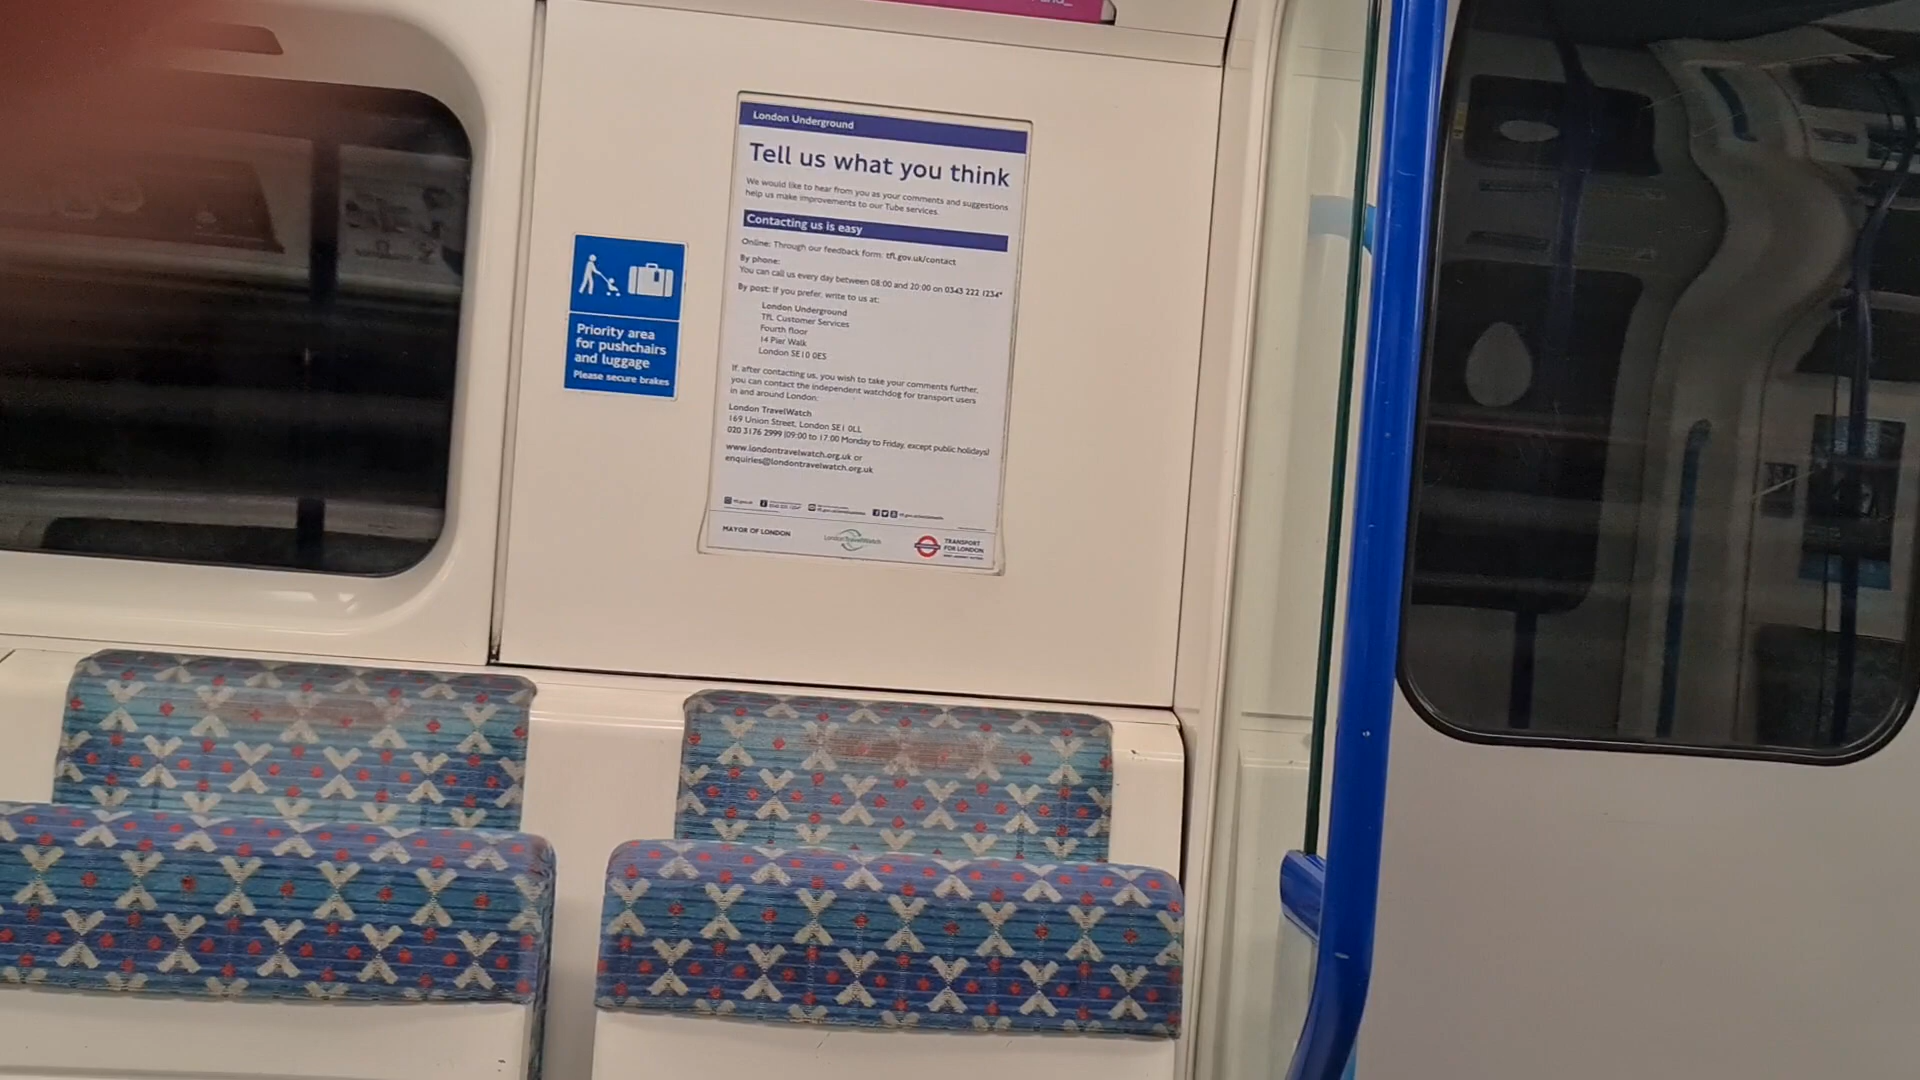 London Underground
Tell us what you think
We would like to hear from you as your comments and suggestions
help us make improvements to our Tube services.
Contacting us is easy
Online: Through our feedback form: tfl.gov.uk/contact
By phone:
You can call us every day between 08:00 and 20:00 on 0343 222 1234*
By post: If you prefer, write to us at:
London Underground
TfL Customer Services
Fourth floor
14 Pier Walk
London SE10 0ES
If, after contacting us, you wish to take your comments further,
you can contact the independent watchdog for transport users
in and around London:
London TravelWatch
169 Union Street, London SE1 0LL
020 3176 2999 (09:00 to 17:00 Monday to Friday, except public holidays)
www.londontravelwatch.org.uk or
enquiries@londontravelwatch.org.uk
MAYOR OF LONDON
LondonTravelWatch
TRANSPORT
FOR LONDON
Priority area
for pushchairs
and luggage
Please secure brakes